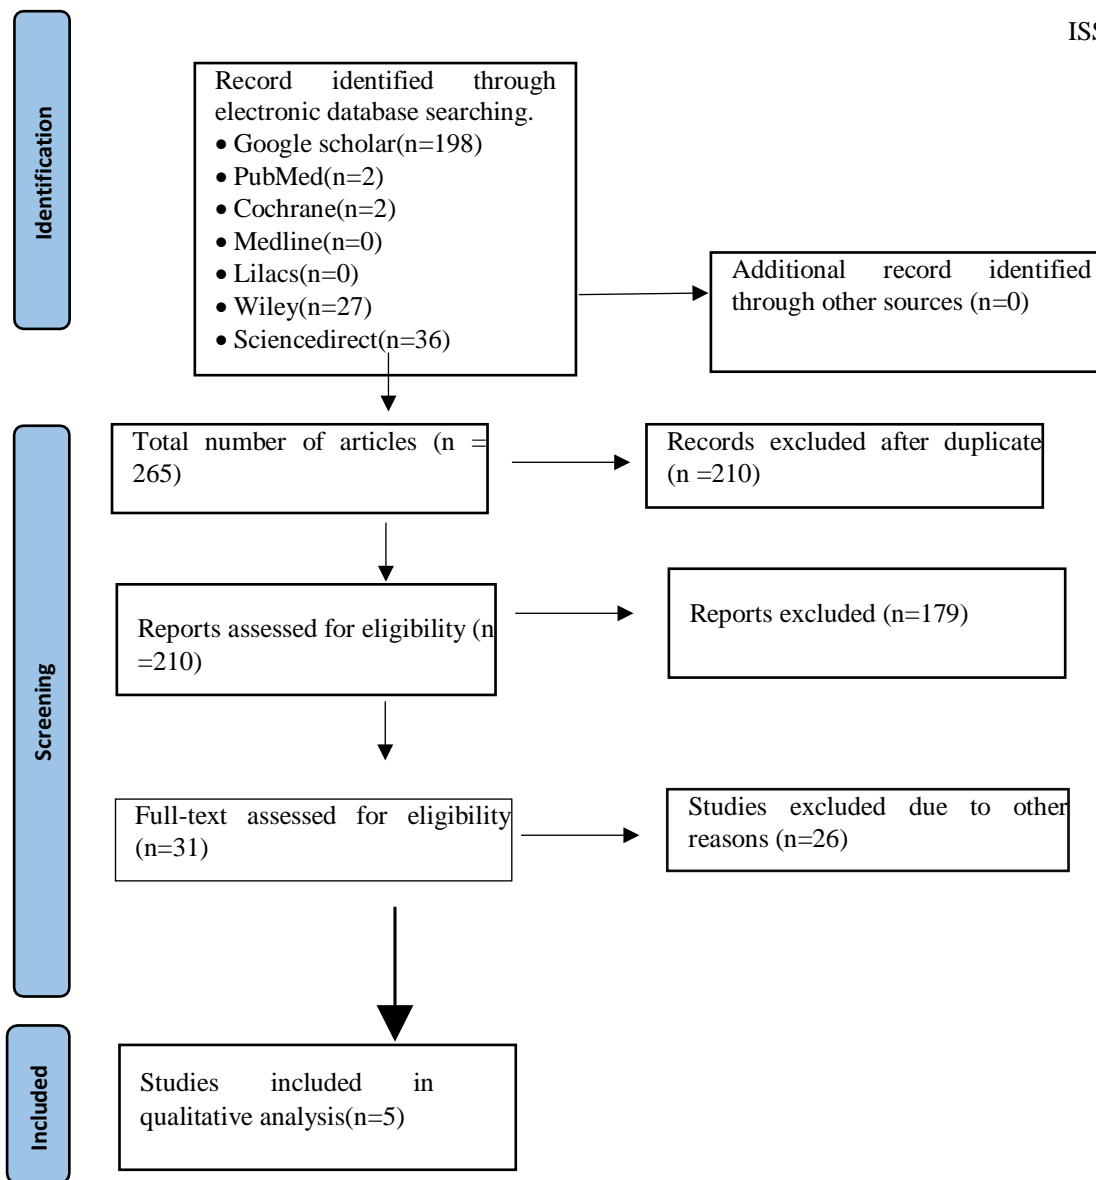 ISS
Identification
Record identified through
electronic database searching.
• Google scholar(n=198)
• PubMed(n=2)
• Cochrane(n=2)
• Medline(n=0)
• Lilacs(n=0)
• Wiley(n=27)
• Sciencedirect(n=36)
Additional record identified
through other sources (n=0)
Screening
Total number of articles (n =
265)
Records excluded after duplicate
(n =210)
Reports assessed for eligibility (n
=210)
Reports excluded (n=179)
Full-text assessed for eligibility
(n=31)
Studies excluded due to other
reasons (n=26)
Included
Studies included in
qualitative analysis(n=5)